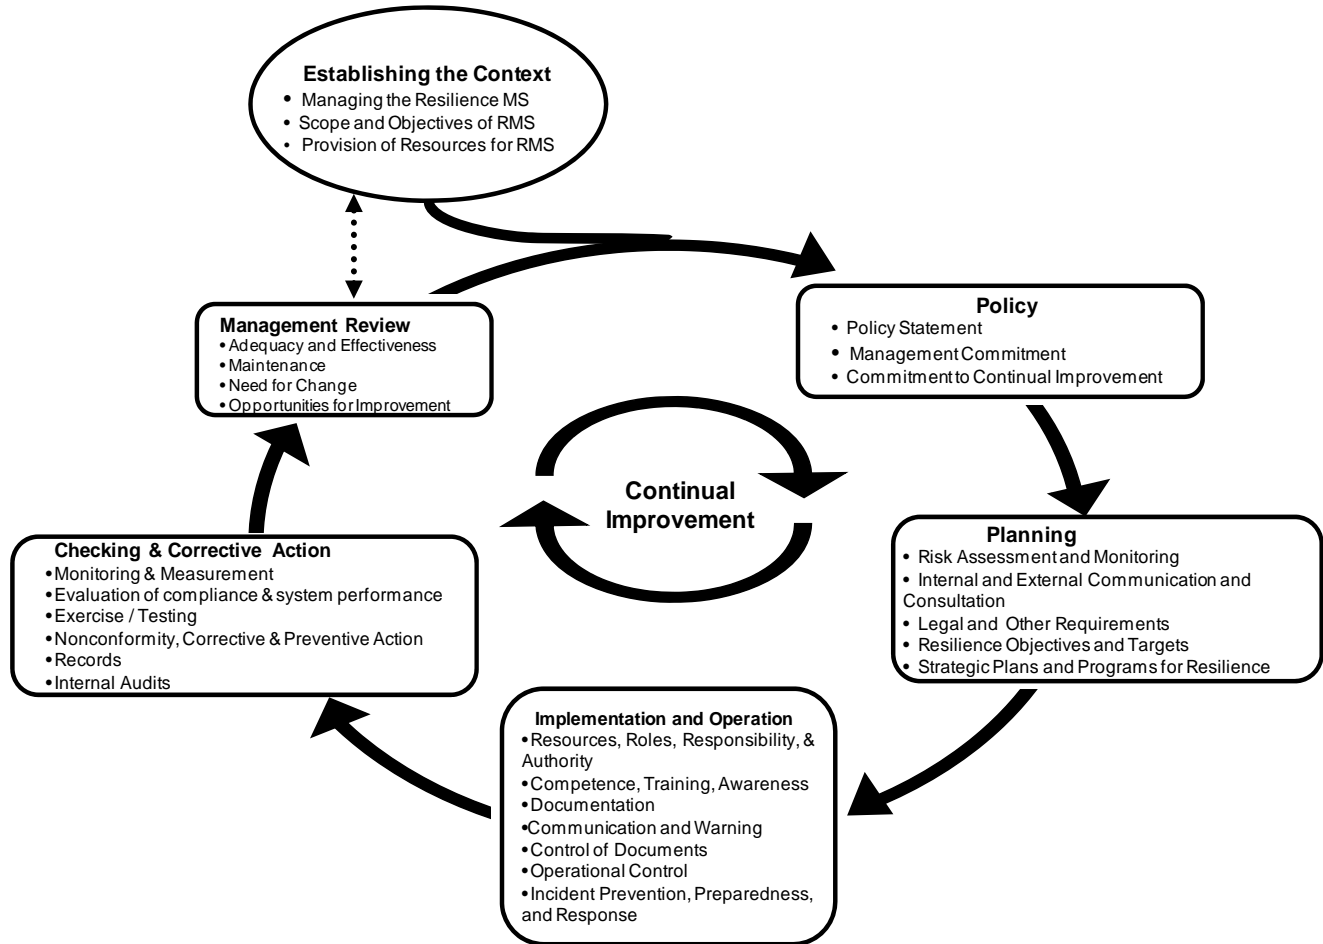 Establishing the Context
• Managing the Resilience MS
• Scope and Objectives of RMS
• Provision of Resources for RMS
Policy
• Policy Statement
• Management Commitment
• Commitment to Continual Improvement
Planning
• Risk Assessment and Monitoring
• Internal and External Communication and
Consultation
• Legal and Other Requirements
• Resilience Objectives and Targets
• Strategic Plans and Programs for Resilience
Implementation and Operation
• Resources, Roles, Responsibility, &
Authority
• Competence, Training, Awareness
• Documentation
• Communication and Warning
• Control of Documents
• Operational Control
• Incident Prevention, Preparedness,
and Response
Checking & Corrective Action
• Monitoring & Measurement
• Evaluation of compliance & system performance
• Exercise / Testing
• Nonconformity, Corrective & Preventive Action
• Records
• Internal Audits
Management Review
• Adequacy and Effectiveness
• Maintenance
• Need for Change
• Opportunities for Improvement
Continual
Improvement